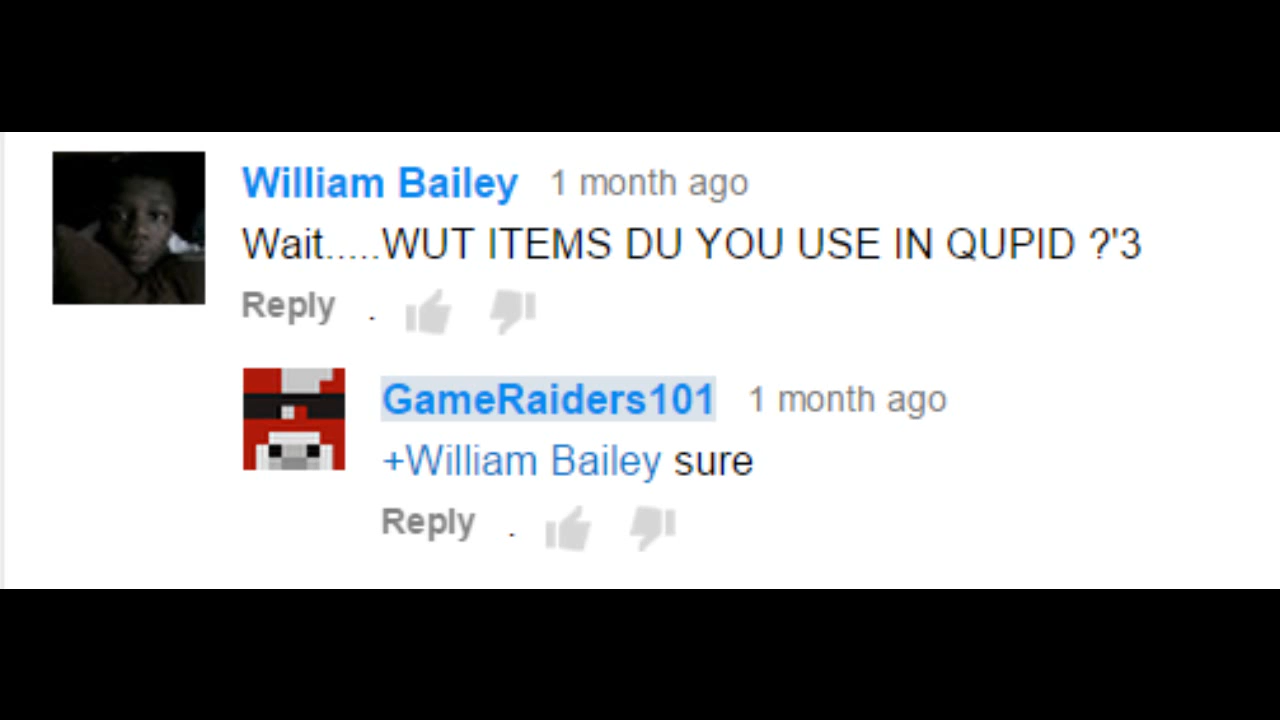 William Bailey 1 month ago
Wait.....WUT ITEMS DU YOU USE IN QUPID ?'3
Reply .
GameRaiders101 1 month ago
+William Bailey sure
Reply .